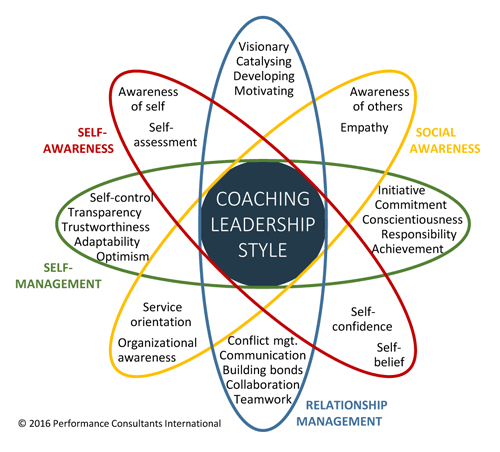 Visionary
Catalysing
Developing
Motivating
Awareness
of self
Self-
assessment
SELF-
AWARENESS
Awareness
of others
Empathy
SOCIAL
AWARENESS
Self-control
Transparency
Trustworthiness
Adaptability
Optimism
SELF-
MANAGEMENT
COACHING
LEADERSHIP
STYLE
Initiative
Commitment
Conscientiousness
Responsibility
Achievement
Service
orientation
Organizational
awareness
Conflict mgt.
Communication
Building bonds
Collaboration
Teamwork
Self-
confidence
Self-
belief
RELATIONSHIP
MANAGEMENT
© 2016 Performance Consultants International